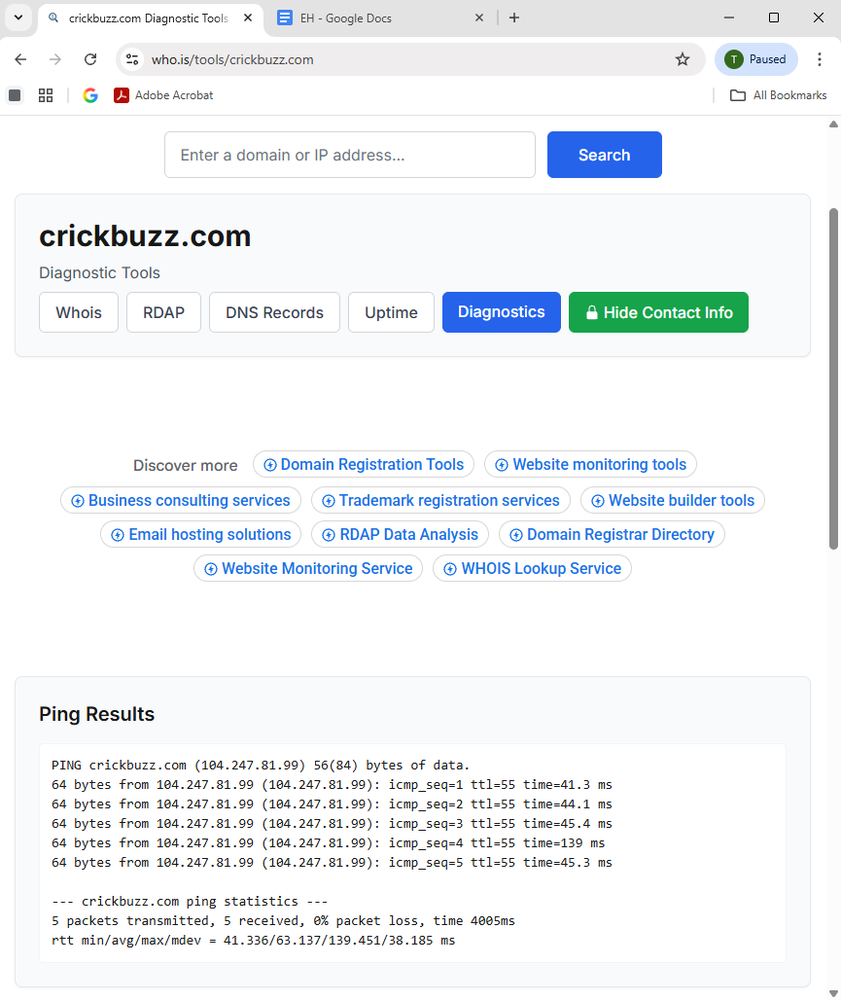 crickbuzz.com Diagnostic Tools
EH - Google Docs
who.is/tools/crickbuzz.com
T Paused
Adobe Acrobat
All Bookmarks
Enter a domain or IP address...
Search
crickbuzz.com
Diagnostic Tools
Whois RDAP DNS Records Uptime Diagnostics Hide Contact Info
Discover more Domain Registration Tools Website monitoring tools
Business consulting services Trademark registration services Website builder tools
Email hosting solutions RDAP Data Analysis Domain Registrar Directory
Website Monitoring Service WHOIS Lookup Service
Ping Results
PING crickbuzz.com (104.247.81.99) 56(84) bytes of data.
64 bytes from 104.247.81.99 (104.247.81.99): icmp_seq=1 ttl=55 time=41.3 ms
64 bytes from 104.247.81.99 (104.247.81.99): icmp_seq=2 ttl=55 time=44.1 ms
64 bytes from 104.247.81.99 (104.247.81.99): icmp_seq=3 ttl=55 time=45.4 ms
64 bytes from 104.247.81.99 (104.247.81.99): icmp_seq=4 ttl=55 time=139 ms
64 bytes from 104.247.81.99 (104.247.81.99): icmp_seq=5 ttl=55 time=45.3 ms
--- crickbuzz.com ping statistics ---
5 packets transmitted, 5 received, 0% packet loss, time 4005ms
rtt min/avg/max/mdev = 41.336/63.137/139.451/38.185 ms